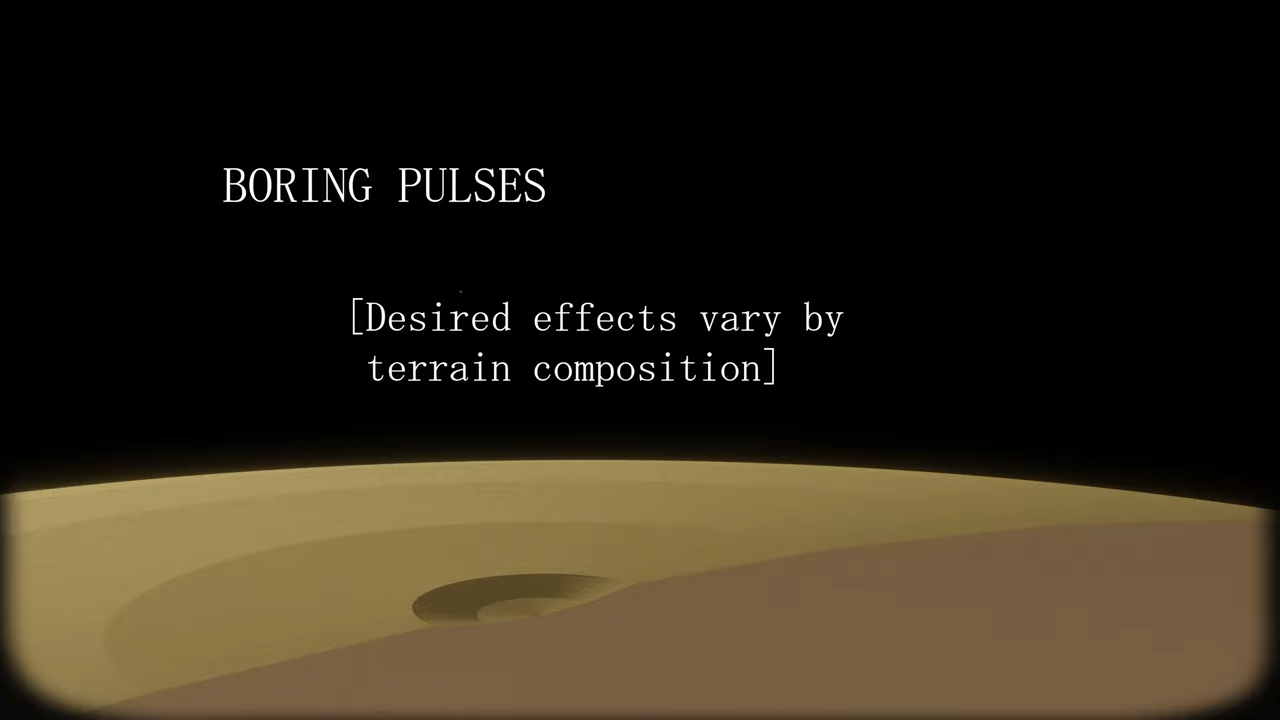 BORING PULSES
[Desired effects vary by
terrain composition]